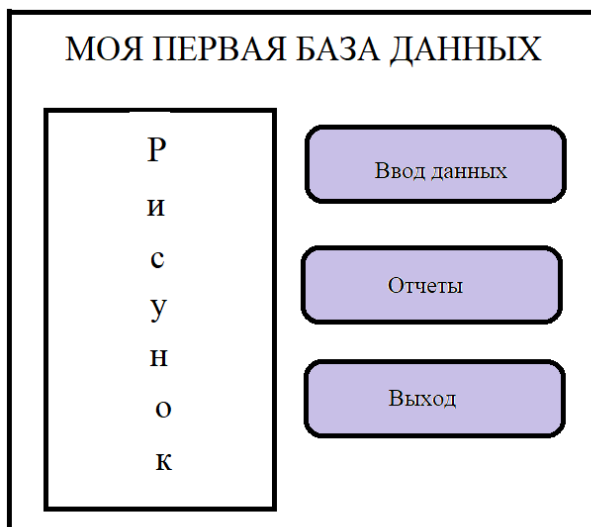 МОЯ ПЕРВАЯ БАЗА ДАННЫХ
Р
и
с
у
н
о
к
Ввод данных
Отчеты
Выход